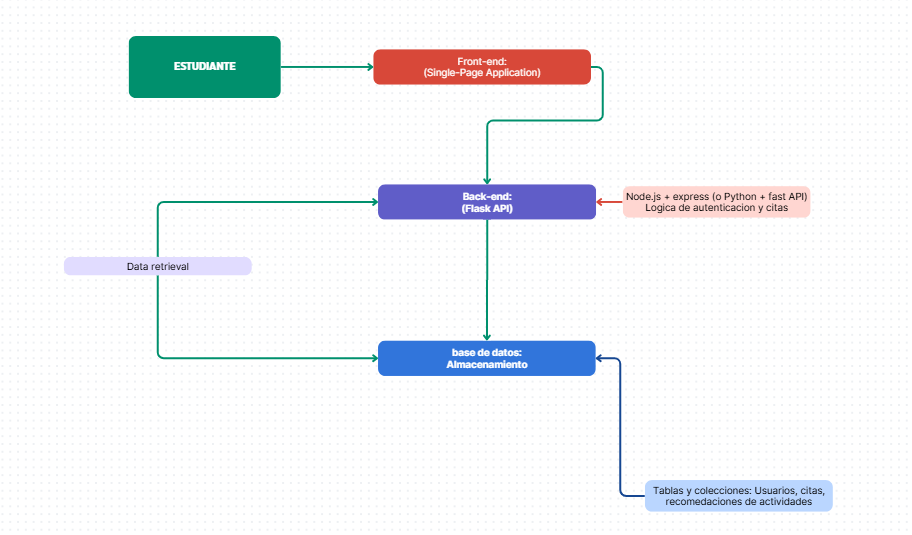 ESTUDIANTE
Front-end:
(Single-Page Application)
Back-end:
(Flask API)
Node.js + express (o Python + fast API)
Logica de autenticacion y citas
Data retrieval
base de datos:
Almacenamiento
Tablas y colecciones: Usuarios, citas,
recomedaciones de actividades